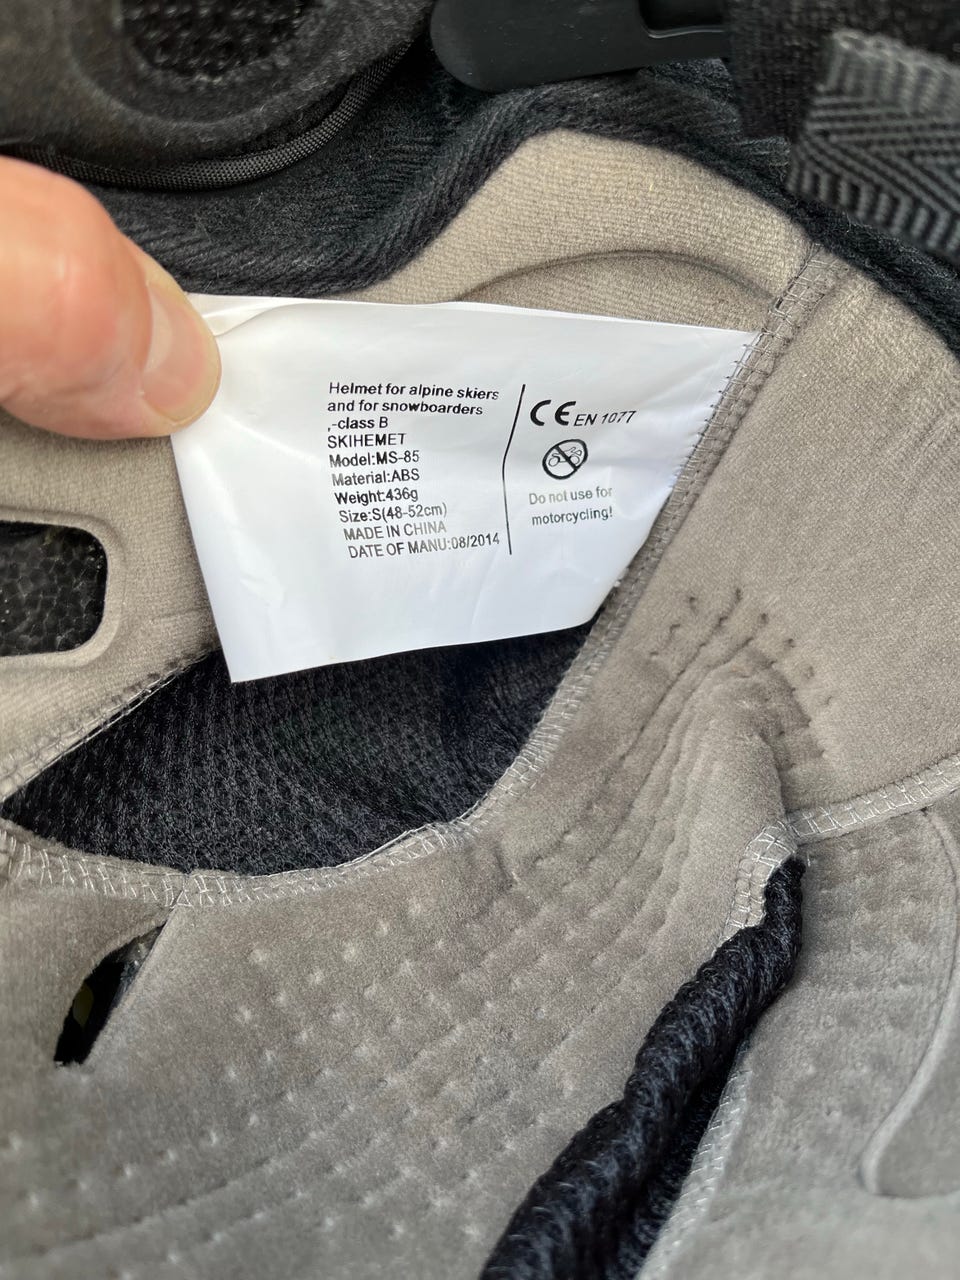 Helmet for alpine skiers
and for snowboarders
,-class B
SKIHEMET
Model:MS-85
Material:ABS
Weight:436g
Size:S(48-52cm)
MADE IN CHINA
DATE OF MANU:08/2014
CE EN 1077
Do not use for
motorcycling!